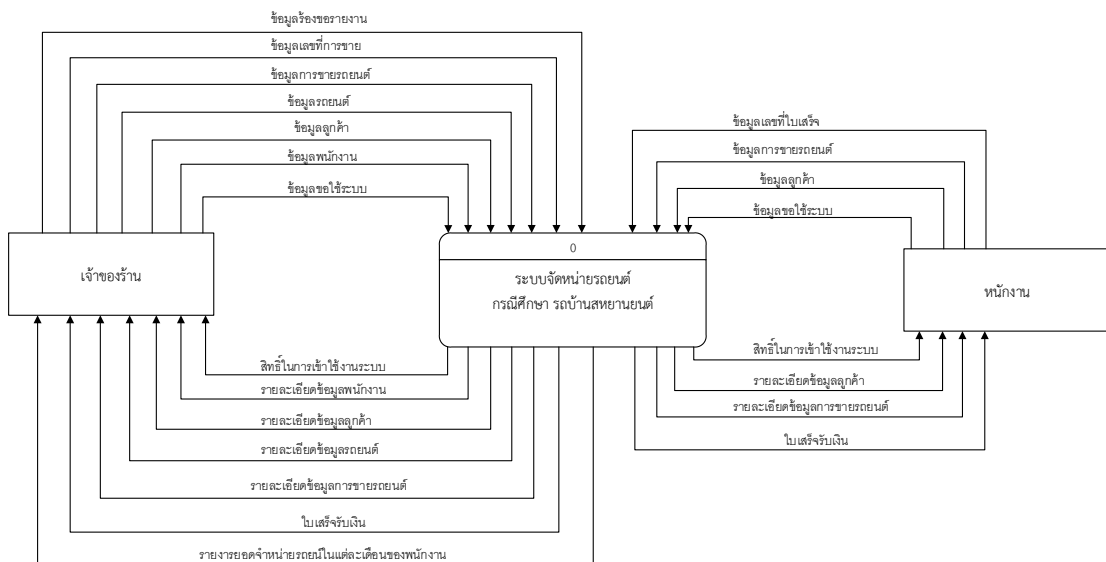 ข้อมูลร้องขอรายงาน
ข้อมูลเลขที่การขาย
ข้อมูลการขายรถยนต์
ข้อมูลรถยนต์
ข้อมูลลูกค้า
ข้อมูลพนักงาน
ข้อมูลขอใช้ระบบ
ข้อมูลเลขที่ใบเสร็จ
ข้อมูลการขายรถยนต์
ข้อมูลลูกค้า
ข้อมูลขอใช้ระบบ
เจ้าของร้าน
0
ระบบจัดหน่ายรถยนต์
กรณีศึกษา รถบ้านสหยานยนต์
หนักงาน
สิทธิ์ในการเข้าใช้งานระบบ
รายละเอียดข้อมูลพนักงาน
รายละเอียดข้อมูลลูกค้า
รายละเอียดข้อมูลรถยนต์
รายละเอียดข้อมูลการขายรถยนต์
ใบเสร็จรับเงิน
รายงารยอดจำหน่ายรถยน์ในแต่ละเดือนของพนักงาน
สิทธิ์ในการเข้าใช้งานระบบ
รายละเอียดข้อมูลลูกค้า
รายละเอียดข้อมูลการขายรถยนต์
ใบเสร็จรับเงิน